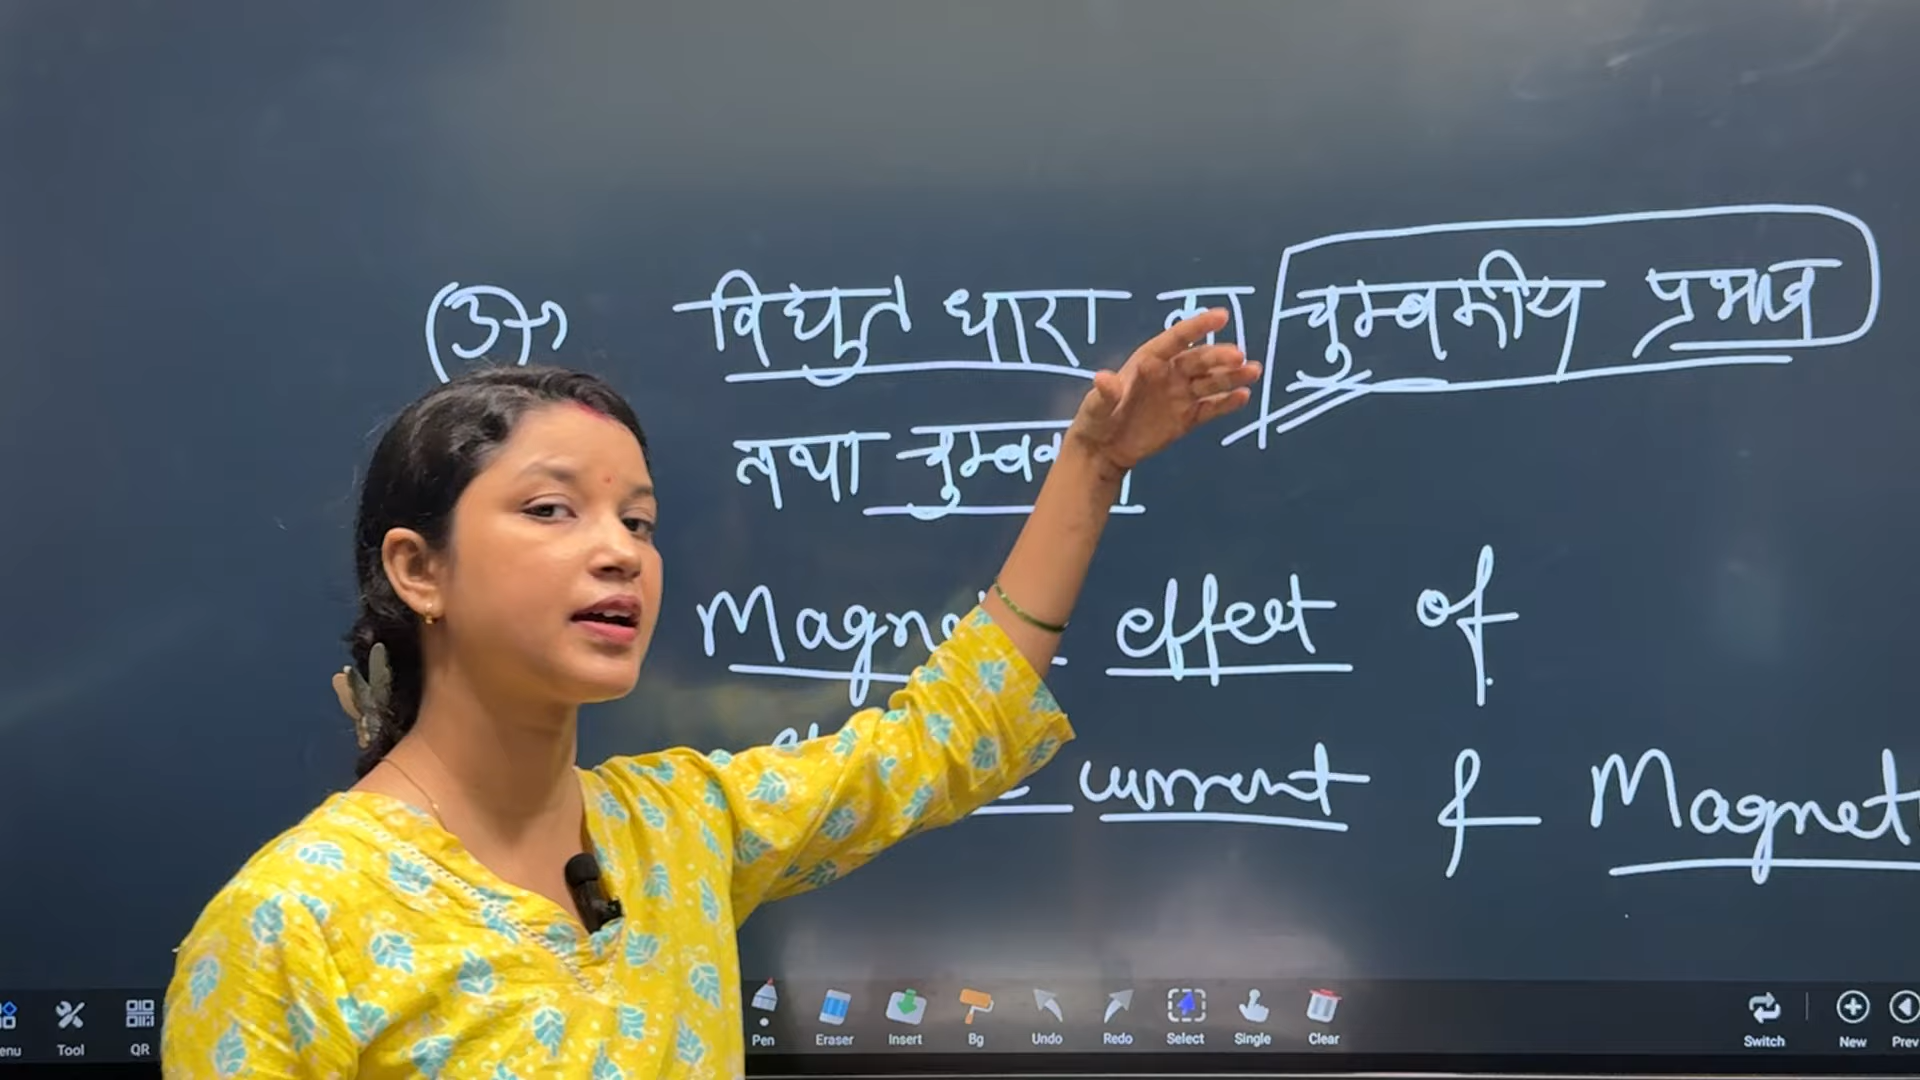 (3)→ विद्युत धारा का चुम्बकीय प्रभाव
तथा
effect of
current & Magnet
Tool QR Pen Eraser Insert Bg Undo Redo Select Single Clear Switch New Prev